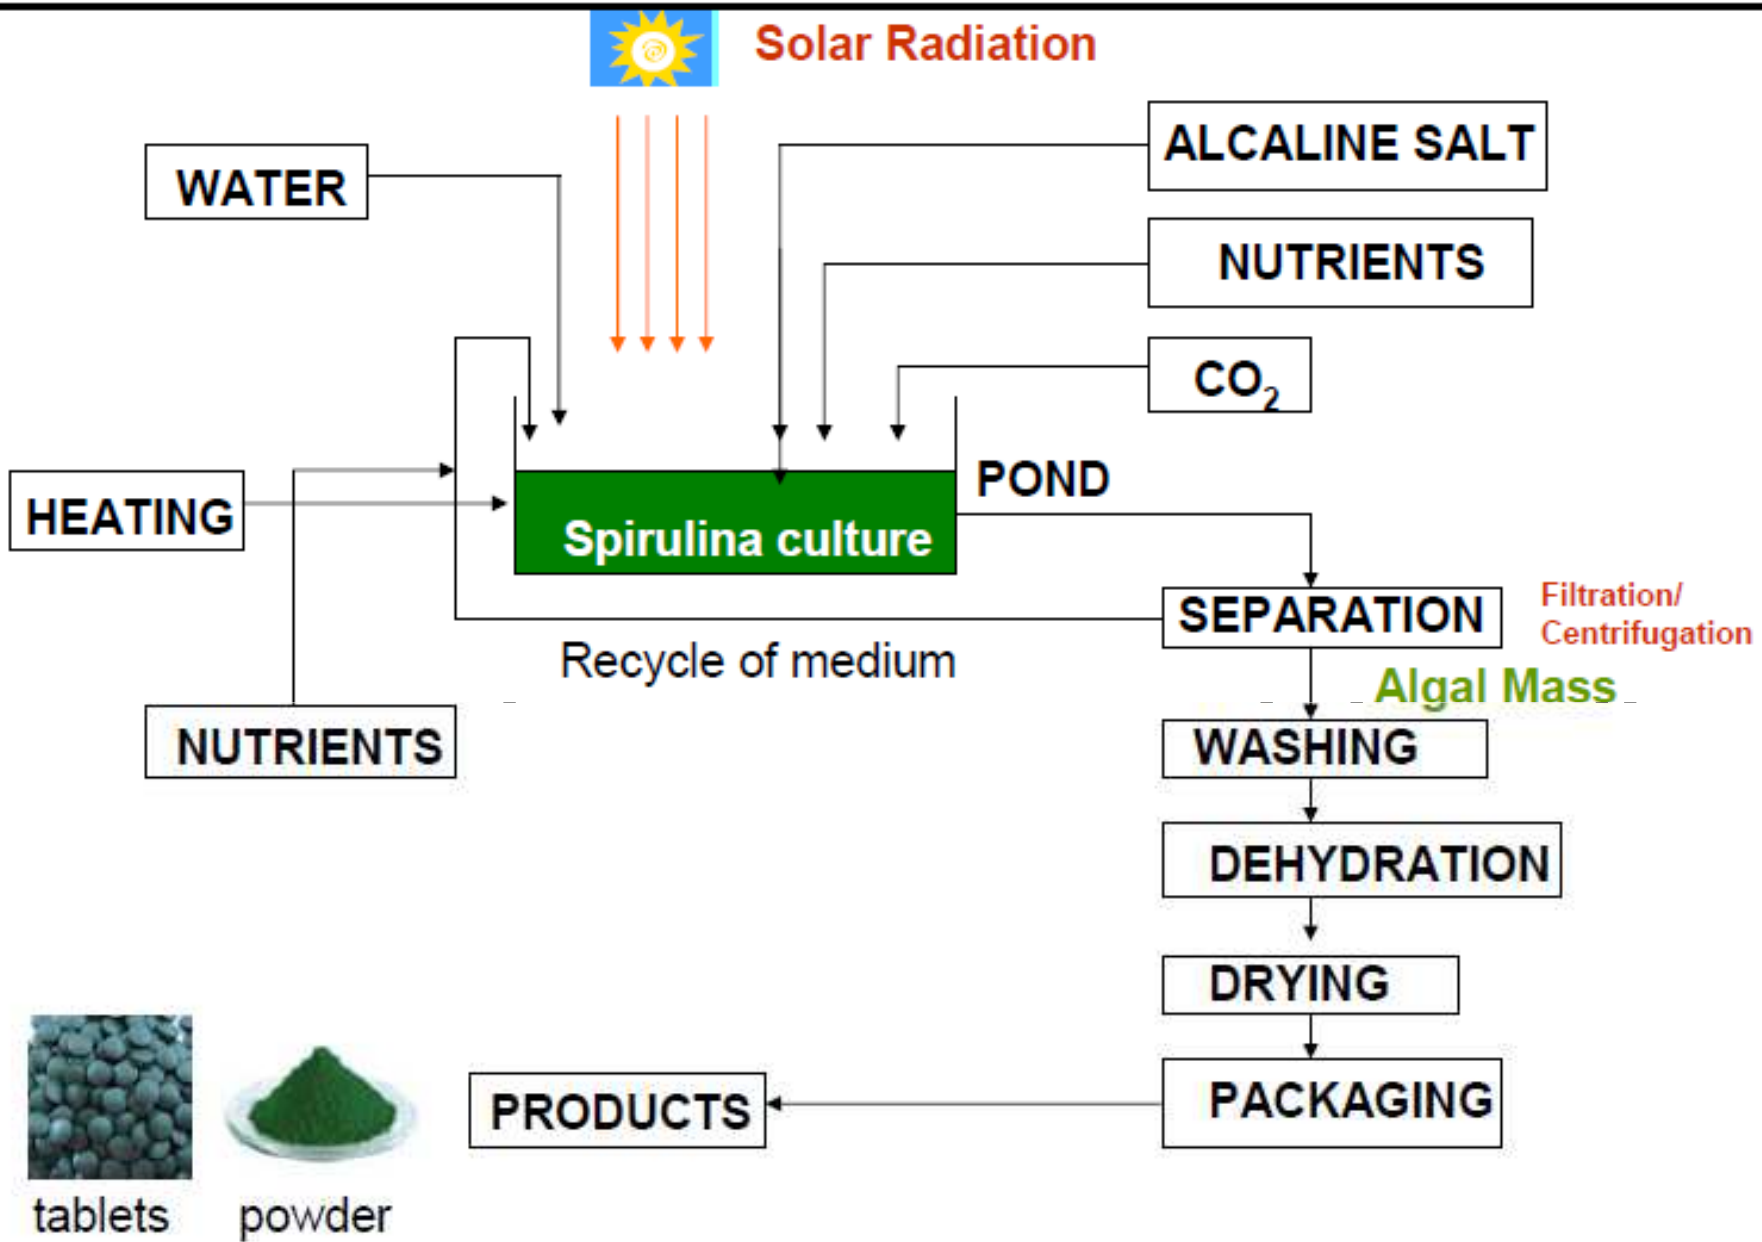 Solar Radiation
ALCALINE SALT
WATER
NUTRIENTS
CO₂
POND
HEATING
Spirulina culture
SEPARATION
Filtration/
Centrifugation
Recycle of medium
Algal Mass
NUTRIENTS
WASHING
DEHYDRATION
DRYING
PACKAGING
PRODUCTS
tablets
powder